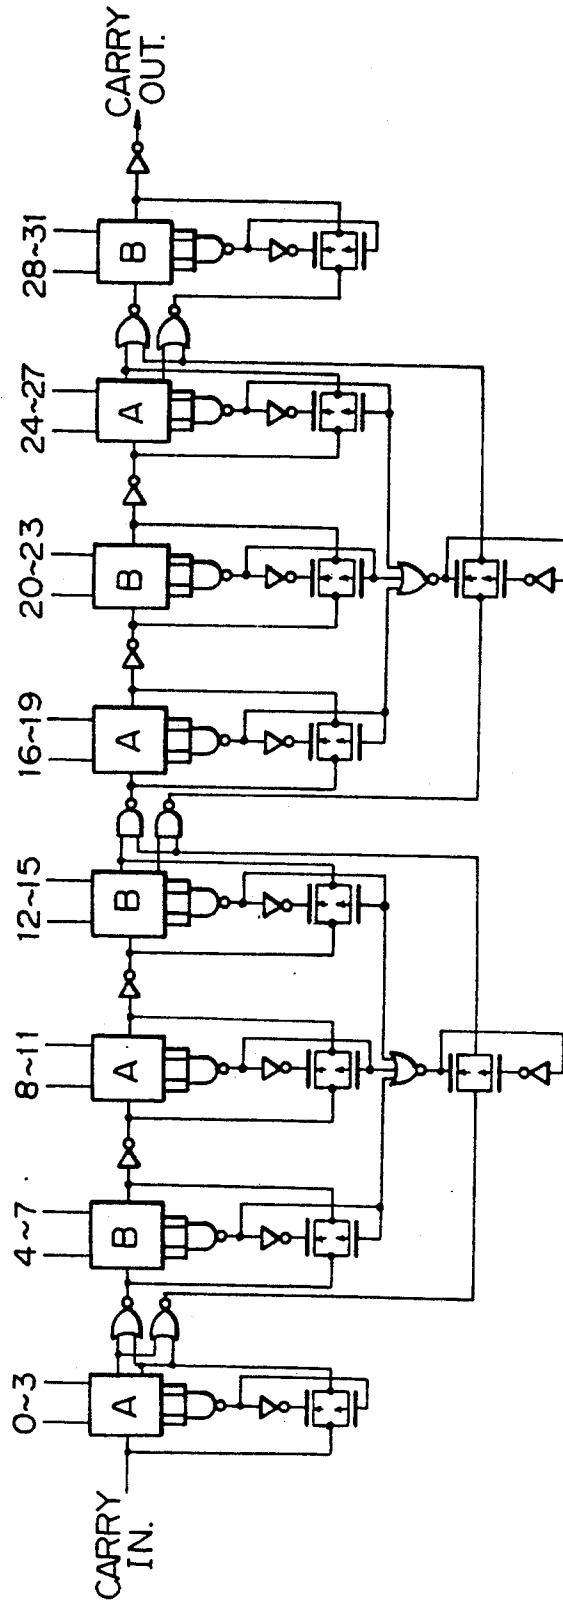 CARRY
IN.
0~3
A
4~7
B
8~11
A
12~15
B
16~19
A
20~23
B
24~27
A
28~31
B
CARRY
OUT.